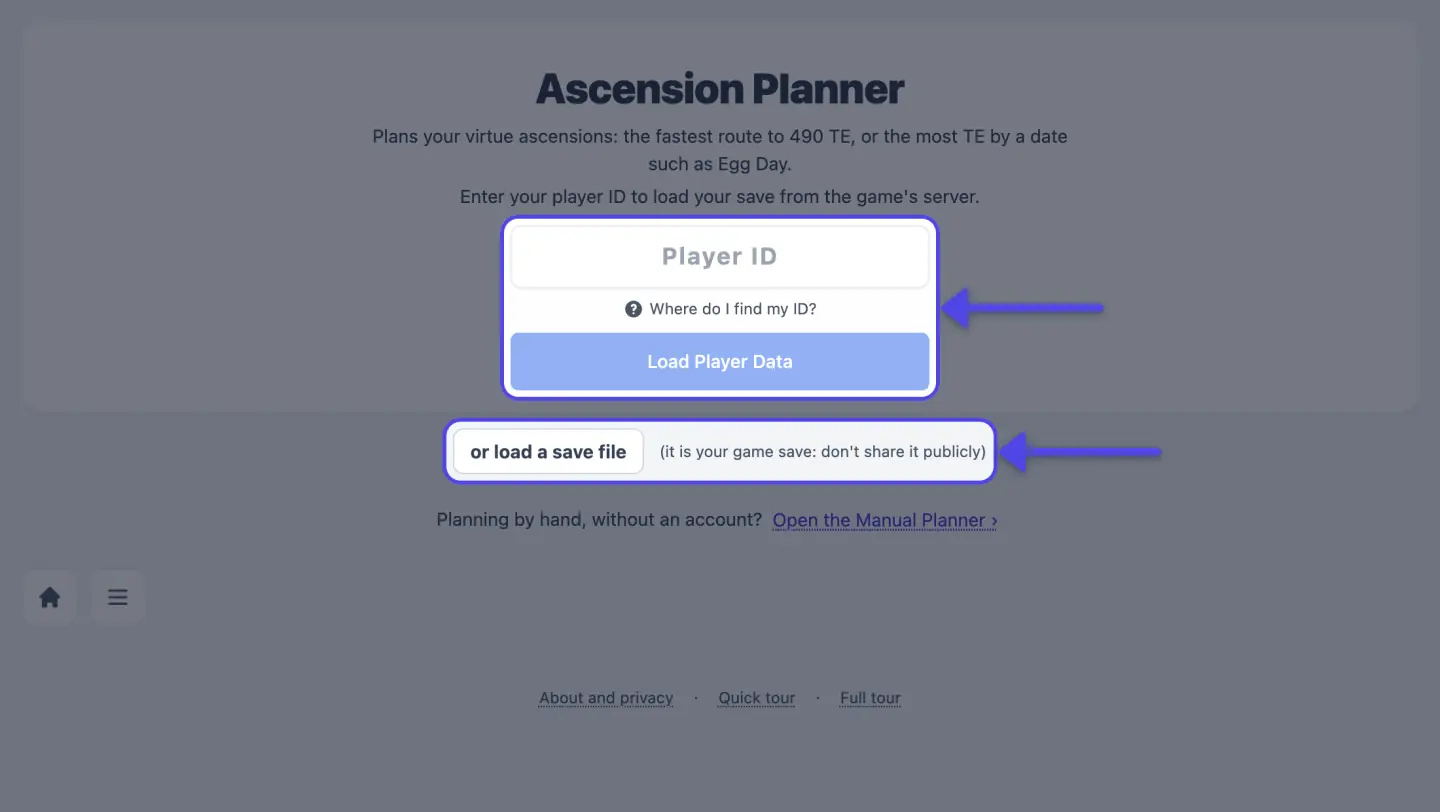 Ascension Planner
Plans your virtue ascensions: the fastest route to 490 TE, or the most TE by a date
such as Egg Day.
Enter your player ID to load your save from the game's server.
Player ID
? Where do I find my ID?
Load Player Data
or load a save file (it is your game save: don't share it publicly)
Planning by hand, without an account? Open the Manual Planner ›
About and privacy · Quick tour · Full tour